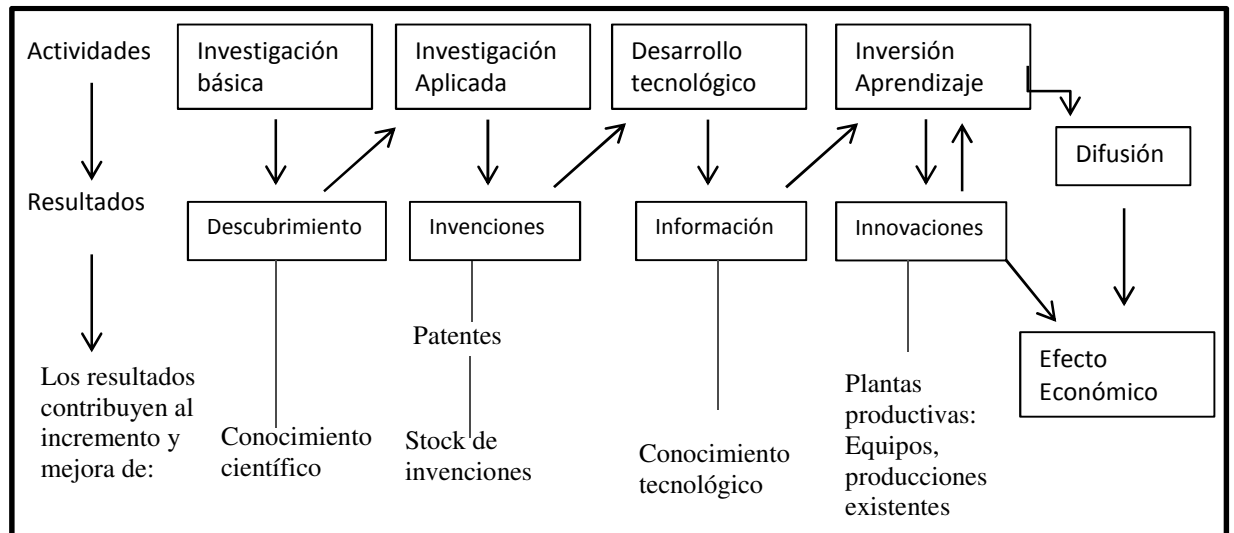 Actividades
Investigación
básica
Investigación
Aplicada
Desarrollo
tecnológico
Inversión
Aprendizaje
Difusión
Resultados
Descubrimiento
Invenciones
Información
Innovaciones
Patentes
Efecto
Económico
Los resultados
contribuyen al
incremento y
mejora de:
Conocimiento
científico
Stock de
invenciones
Conocimiento
tecnológico
Plantas
productivas:
Equipos,
producciones
existentes